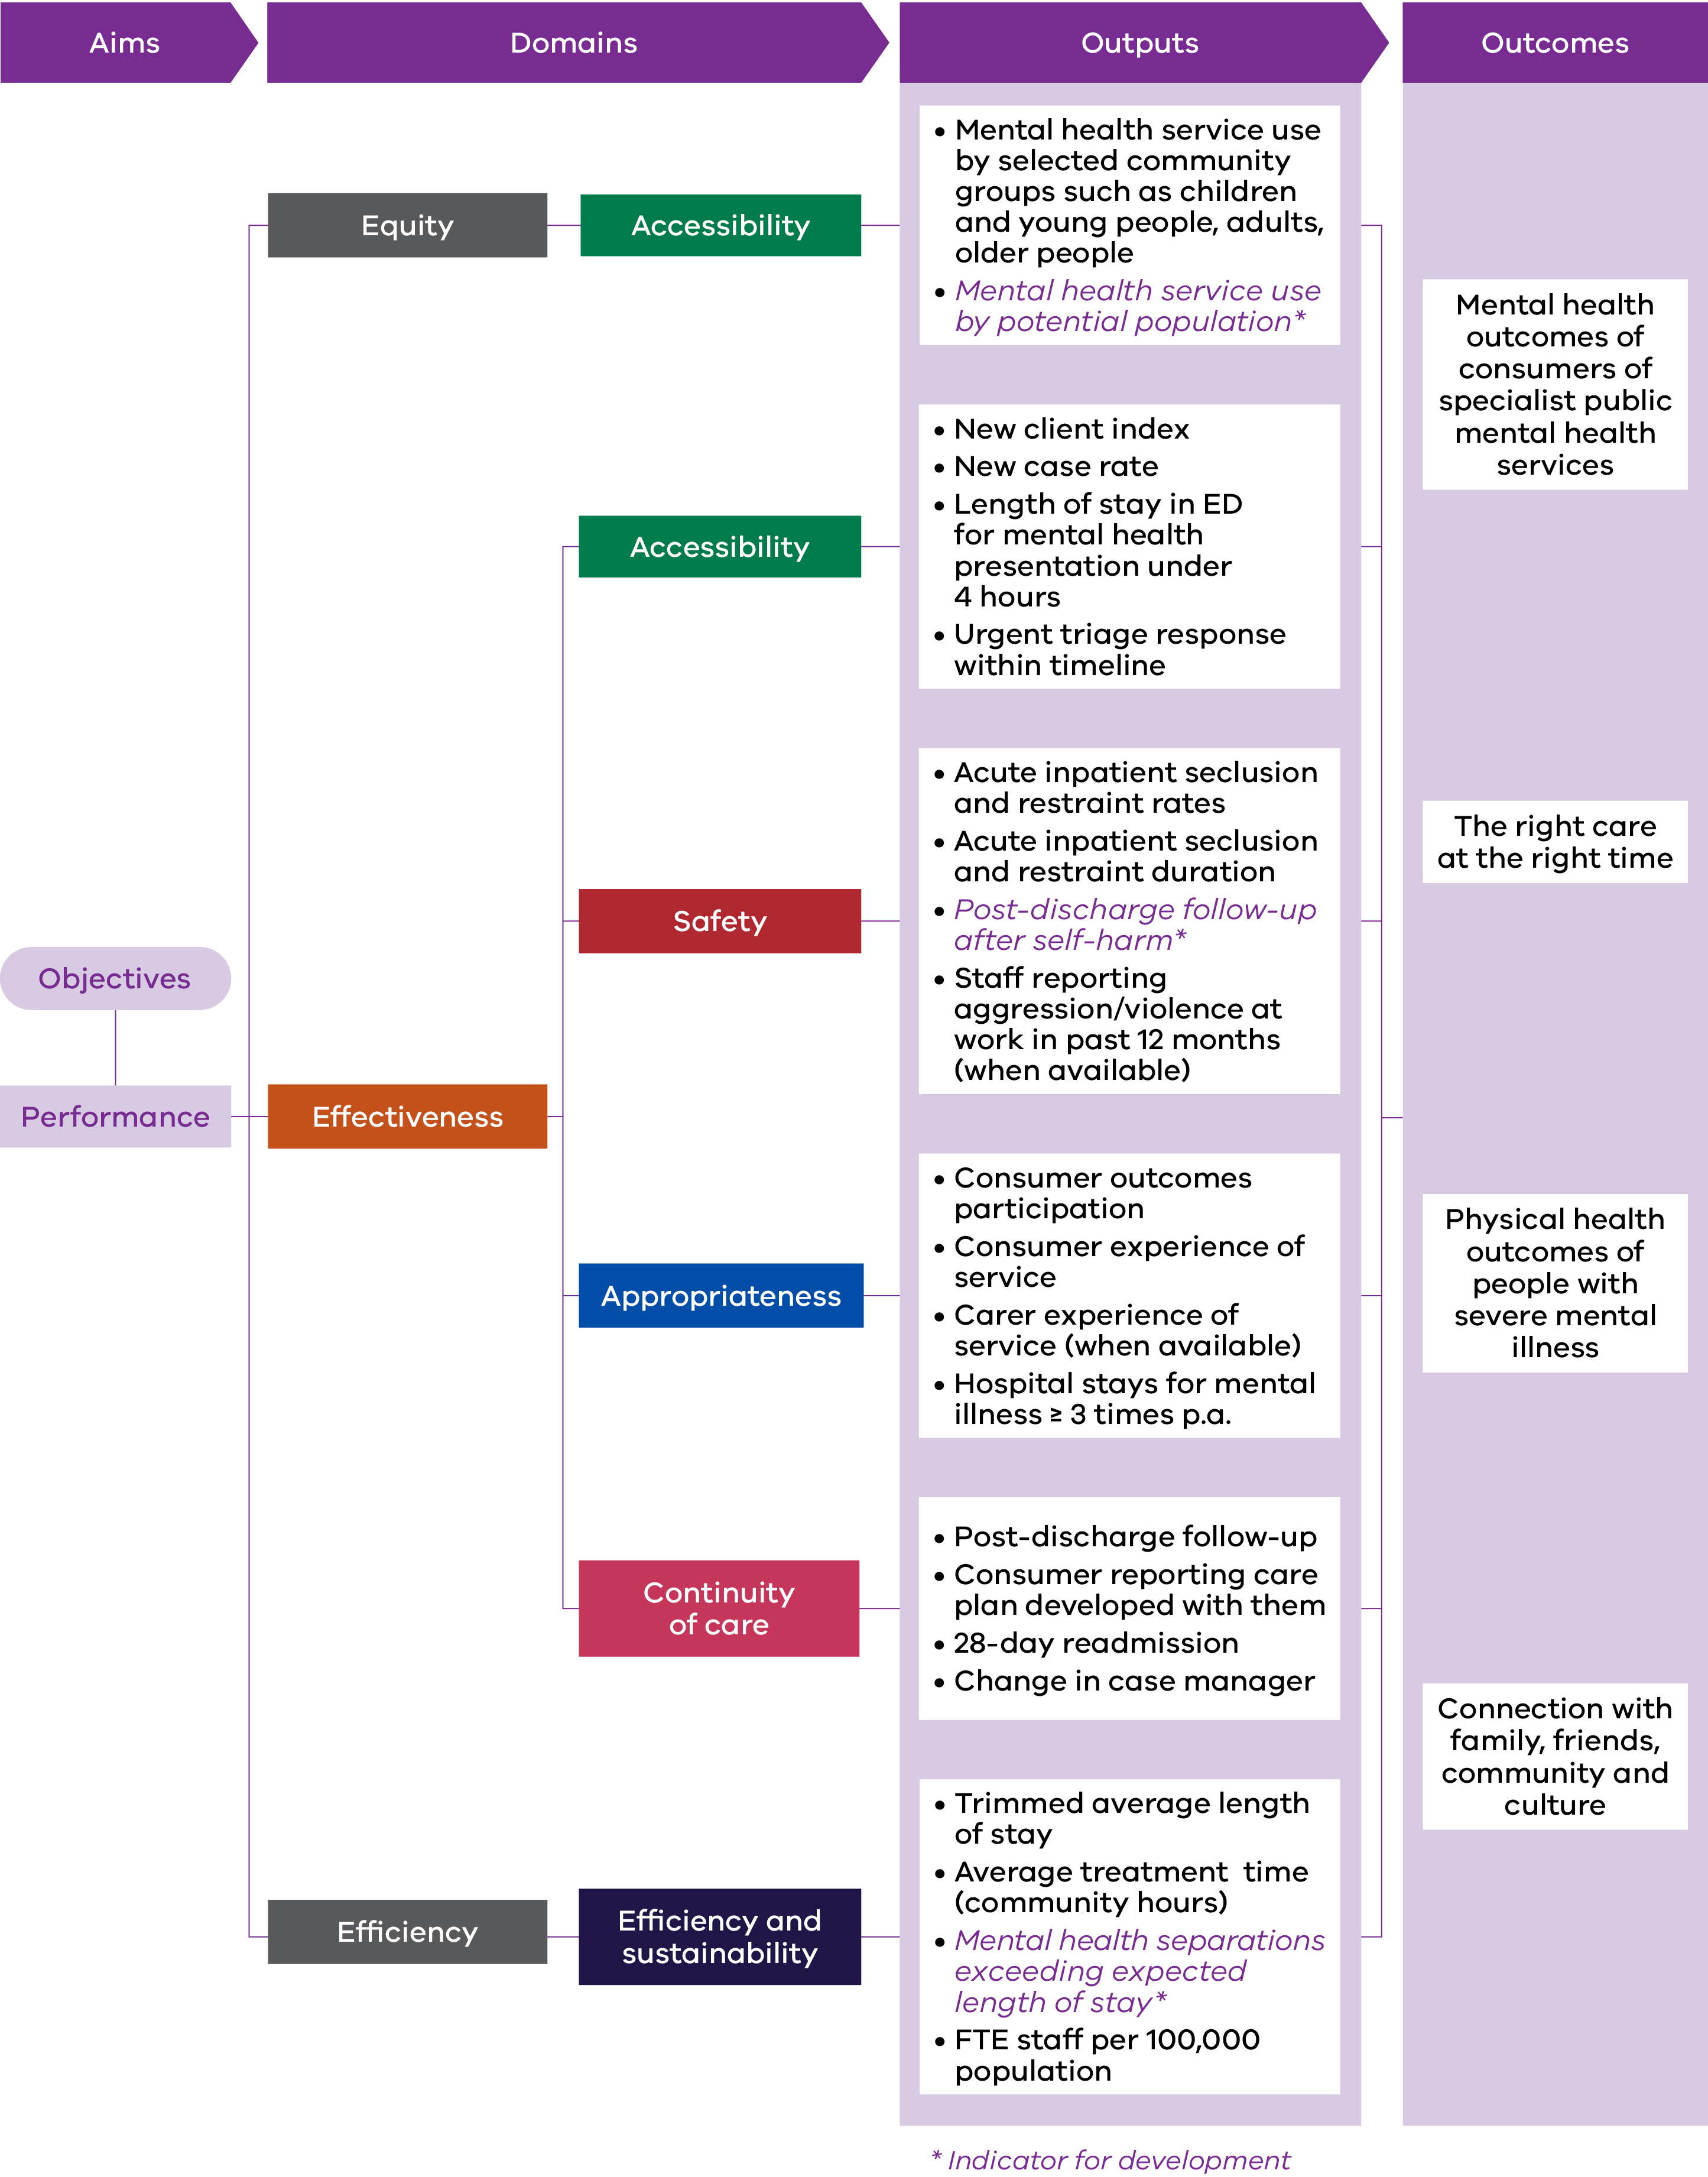 Aims
Domains
Outputs
Outcomes
Objectives
Performance
Equity
Accessibility
• Mental health service use
by selected community
groups such as children
and young people, adults,
older people
• Mental health service use
by potential population*
Effectiveness
Accessibility
• New client index
• New case rate
• Length of stay in ED
for mental health
presentation under
4 hours
• Urgent triage response
within timeline
Safety
• Acute inpatient seclusion
and restraint rates
• Acute inpatient seclusion
and restraint duration
• Post-discharge follow-up
after self-harm*
• Staff reporting
aggression/violence at
work in past 12 months
(when available)
Appropriateness
• Consumer outcomes
participation
• Consumer experience of
service
• Carer experience of
service (when available)
• Hospital stays for mental
illness ≥ 3 times p.a.
Continuity
of care
• Post-discharge follow-up
• Consumer reporting care
plan developed with them
• 28-day readmission
• Change in case manager
Efficiency
Efficiency and
sustainability
• Trimmed average length
of stay
• Average treatment  time
(community hours)
• Mental health separations
exceeding expected
length of stay*
• FTE staff per 100,000
population
Mental health
outcomes of
consumers of
specialist public
mental health
services
The right care
at the right time
Physical health
outcomes of
people with
severe mental
illness
Connection with
family, friends,
community and
culture
* Indicator for development